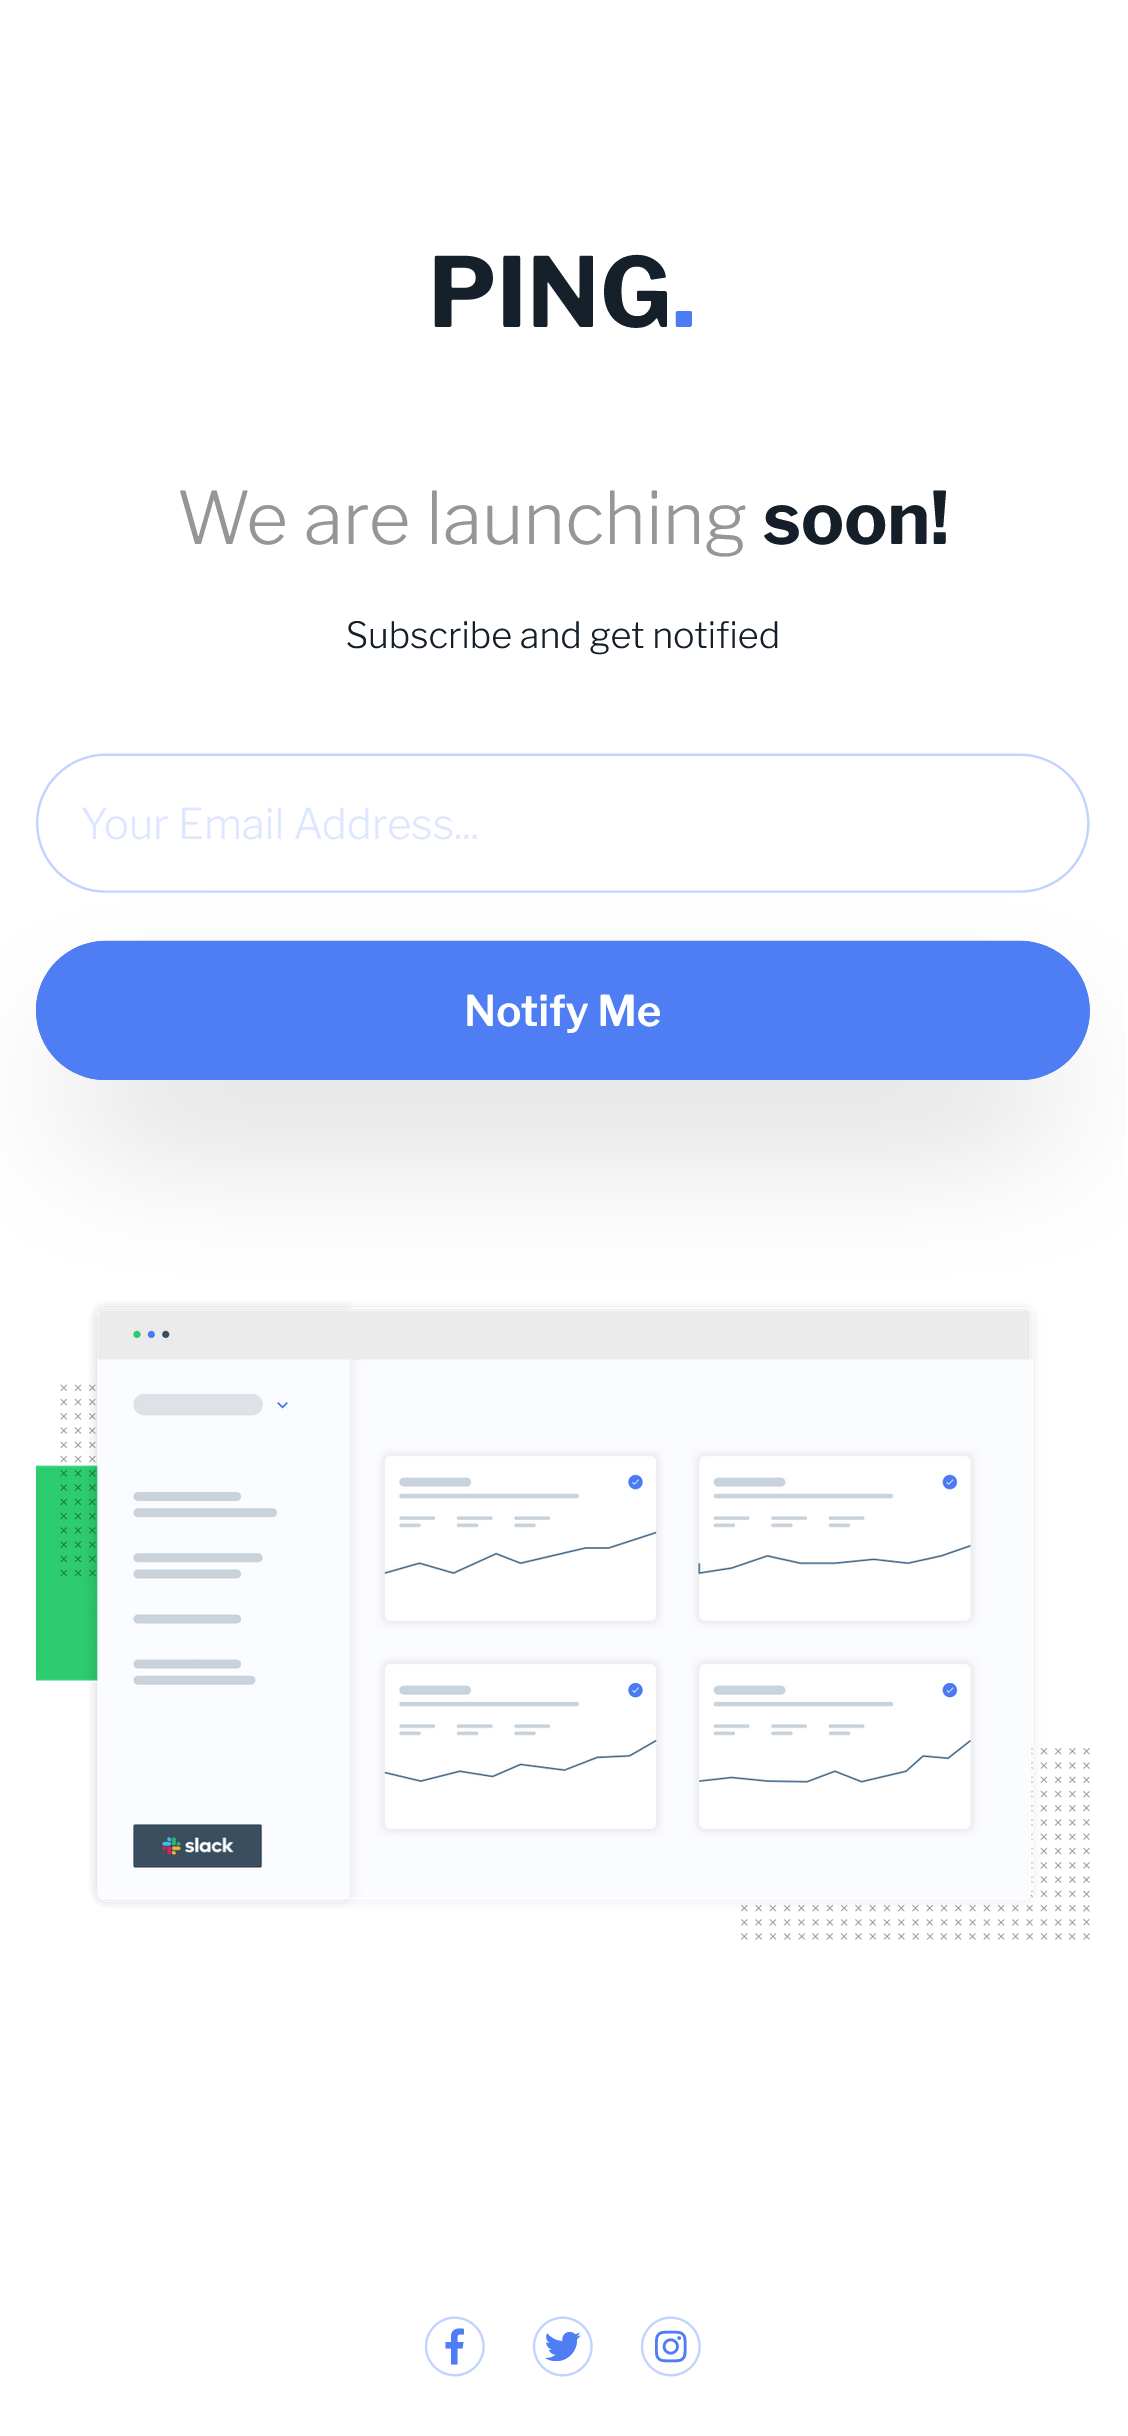 PING.
We are launching soon!
Subscribe and get notified
Your Email Address...
Notify Me
slack